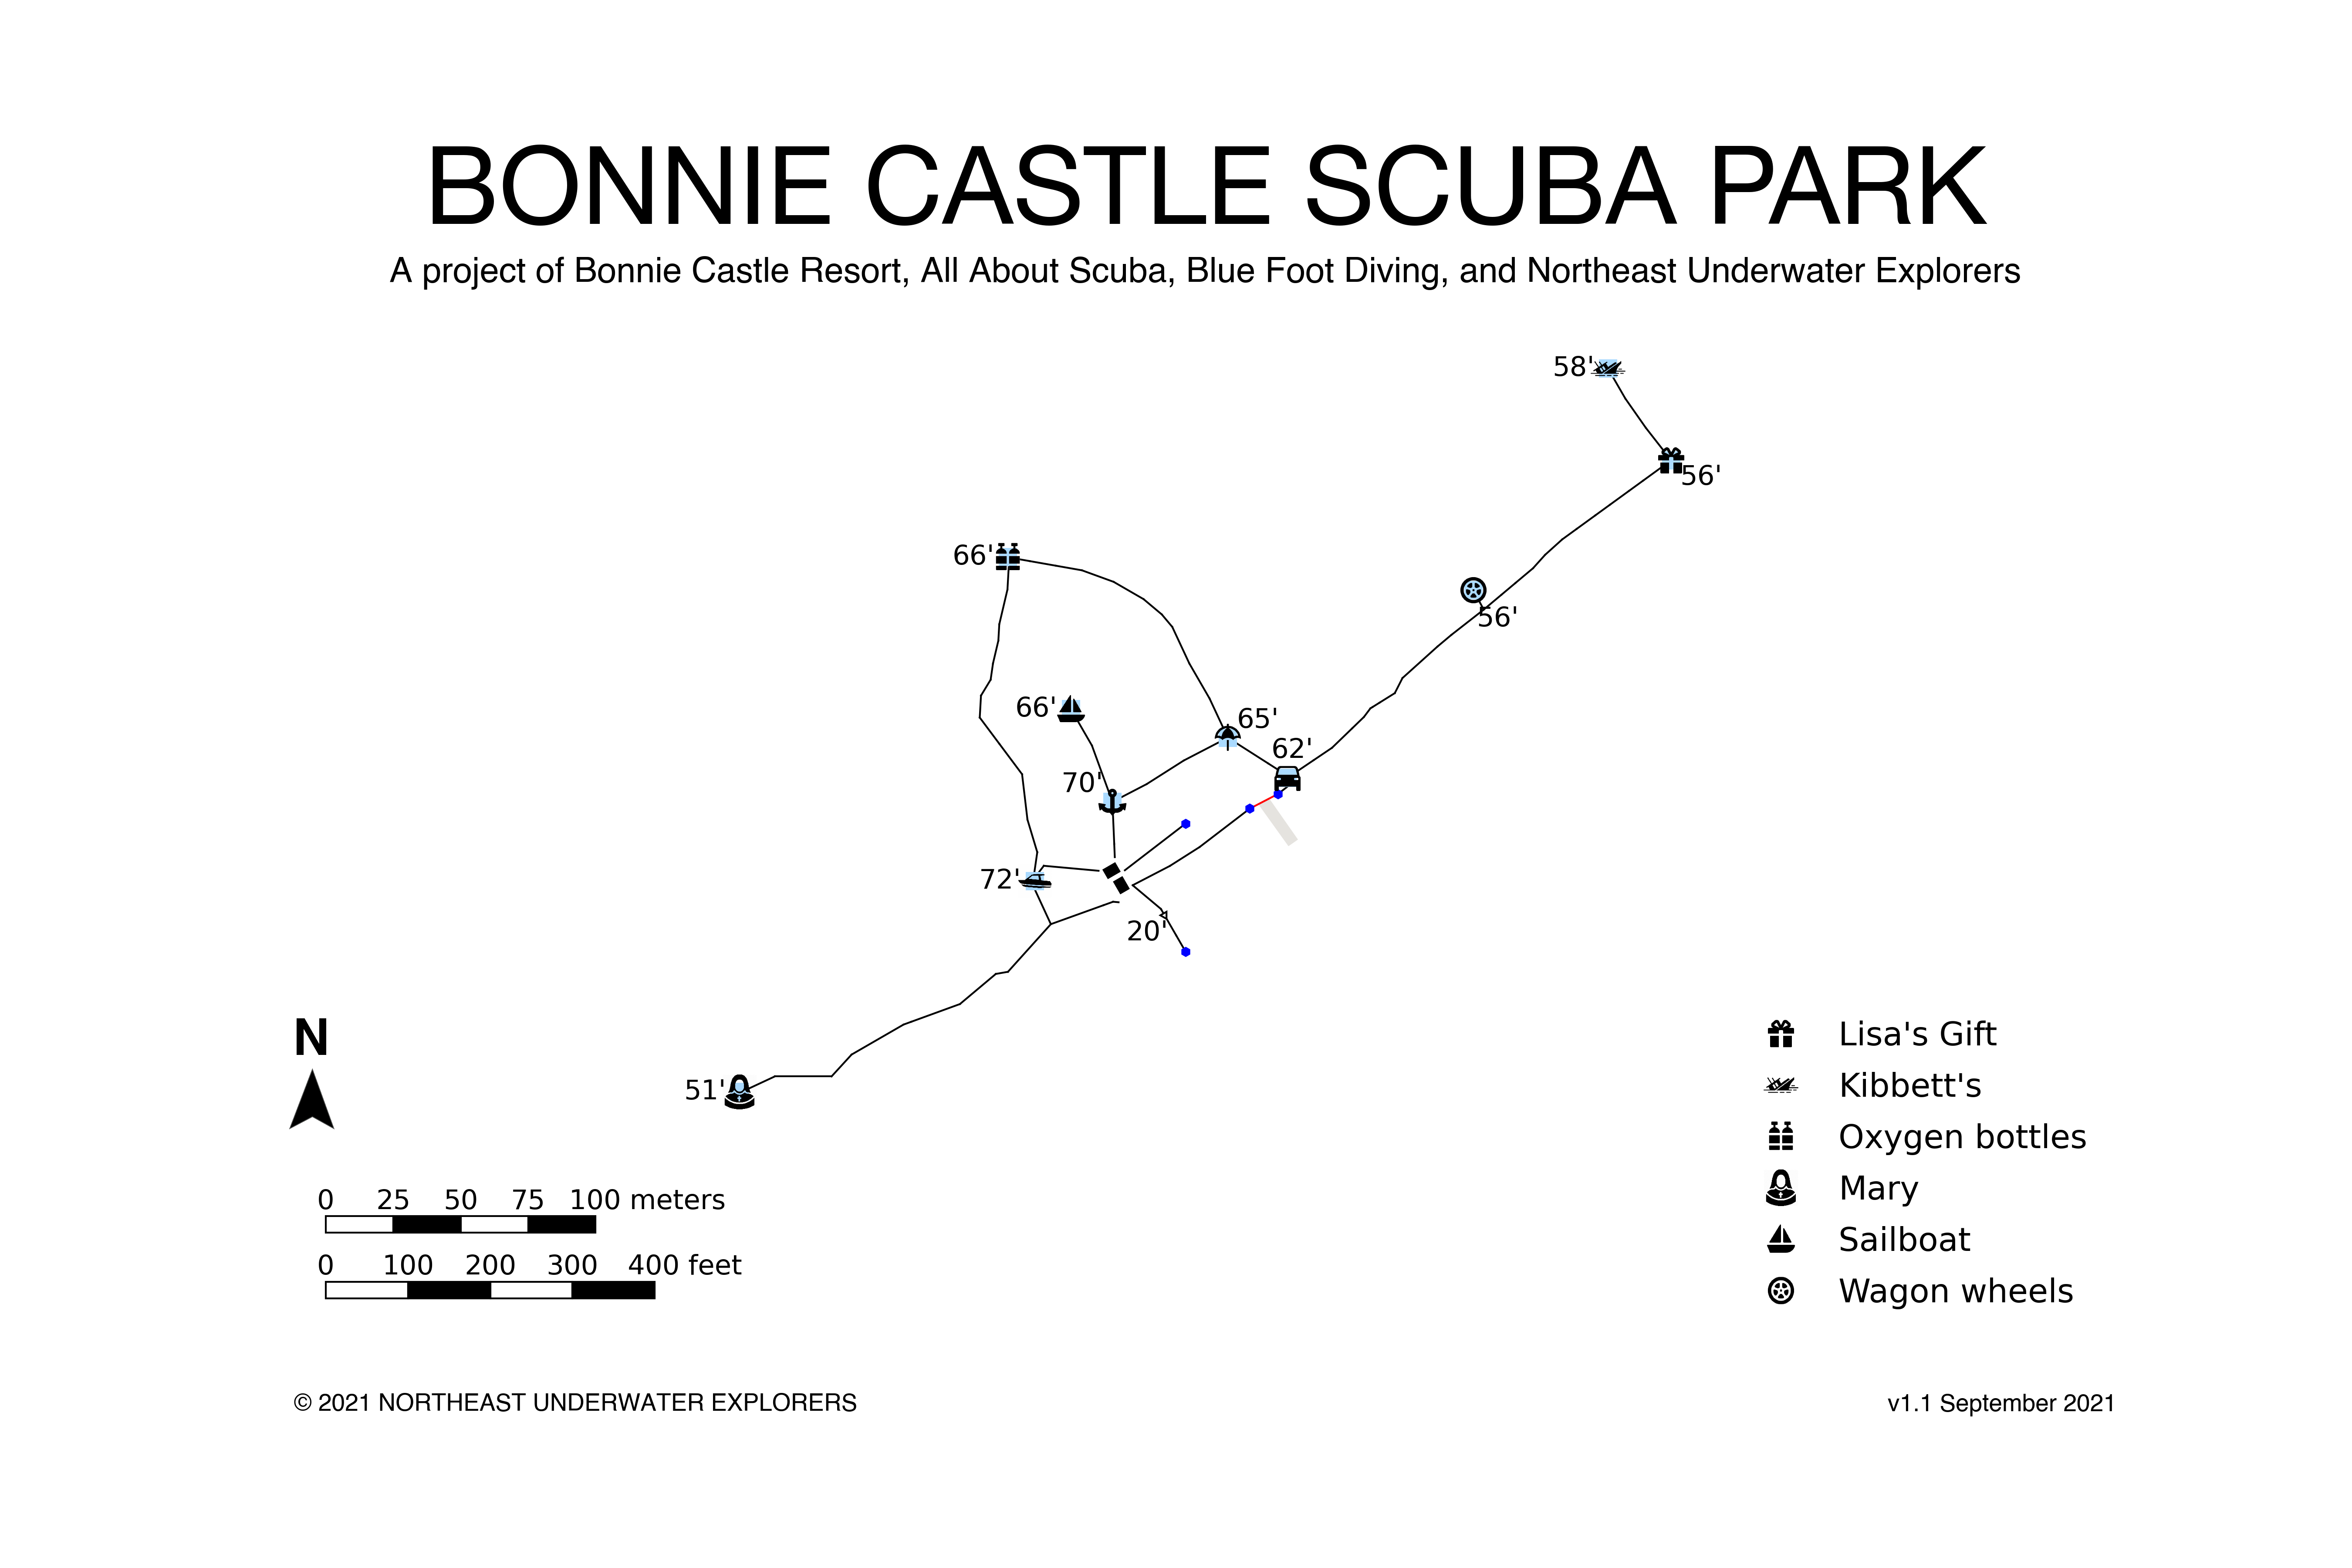 BONNIE CASTLE SCUBA PARK
A project of Bonnie Castle Resort, All About Scuba, Blue Foot Diving, and Northeast Underwater Explorers
58'
56'
66'
56'
66'
65'
62'
70'
72'
20'
51'
N
0 25 50 75 100 meters
0 100 200 300 400 feet
Lisa's Gift
Kibbett's
Oxygen bottles
Mary
Sailboat
Wagon wheels
© 2021 NORTHEAST UNDERWATER EXPLORERS
v1.1 September 2021